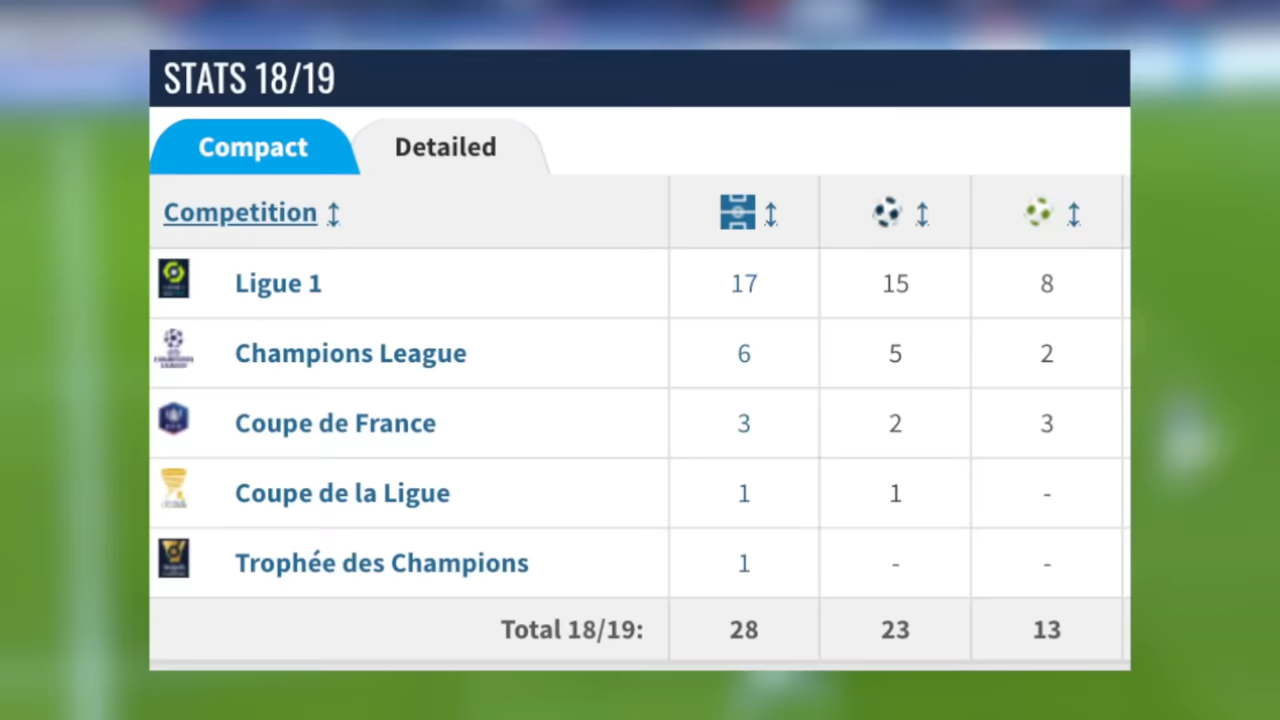 STATS 18/19
Compact Detailed
Competition
Ligue 1 17 15 8
Champions League 6 5 2
Coupe de France 3 2 3
Coupe de la Ligue 1 1 -
Trophée des Champions 1 - -
Total 18/19: 28 23 13